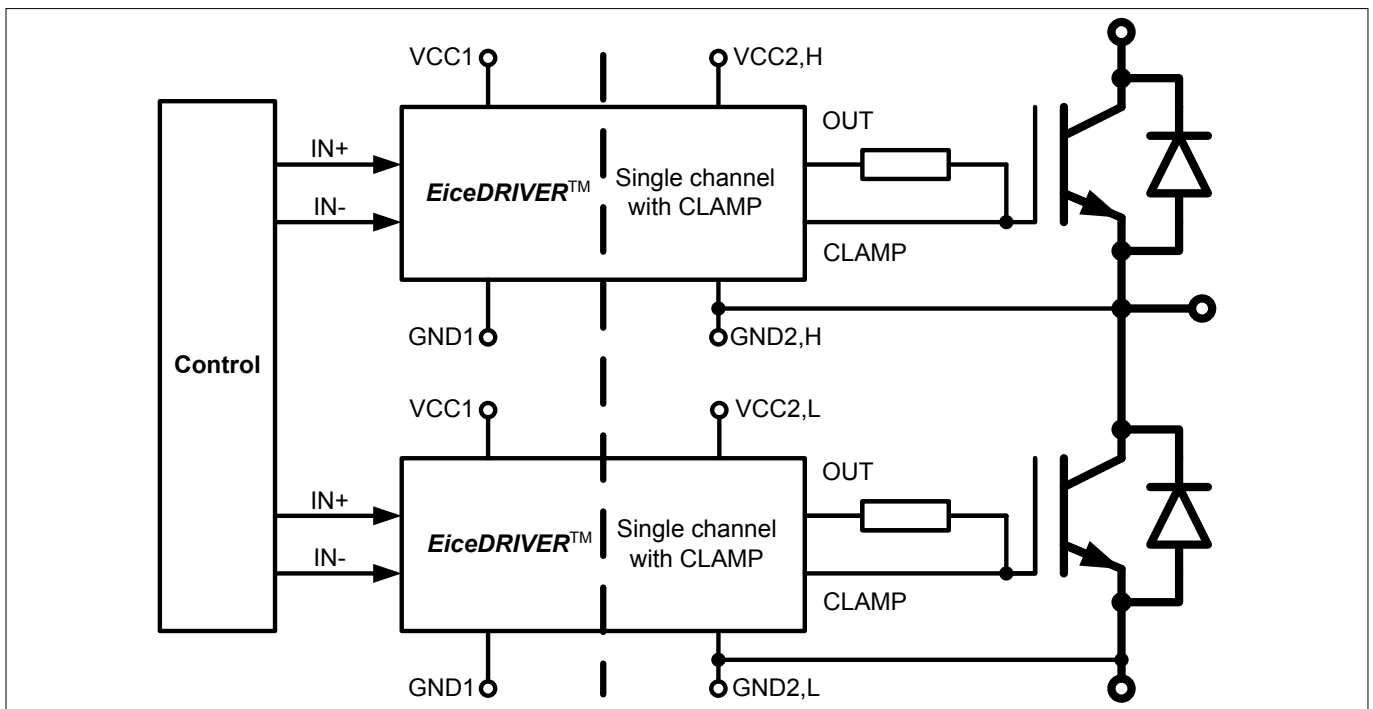 VCC1
VCC2,H
OUT
IN+
EiceDRIVER™
Single channel
with CLAMP
IN-
CLAMP
GND1
GND2,H
Control
VCC1
VCC2,L
OUT
IN+
EiceDRIVER™
Single channel
with CLAMP
IN-
CLAMP
GND1
GND2,L